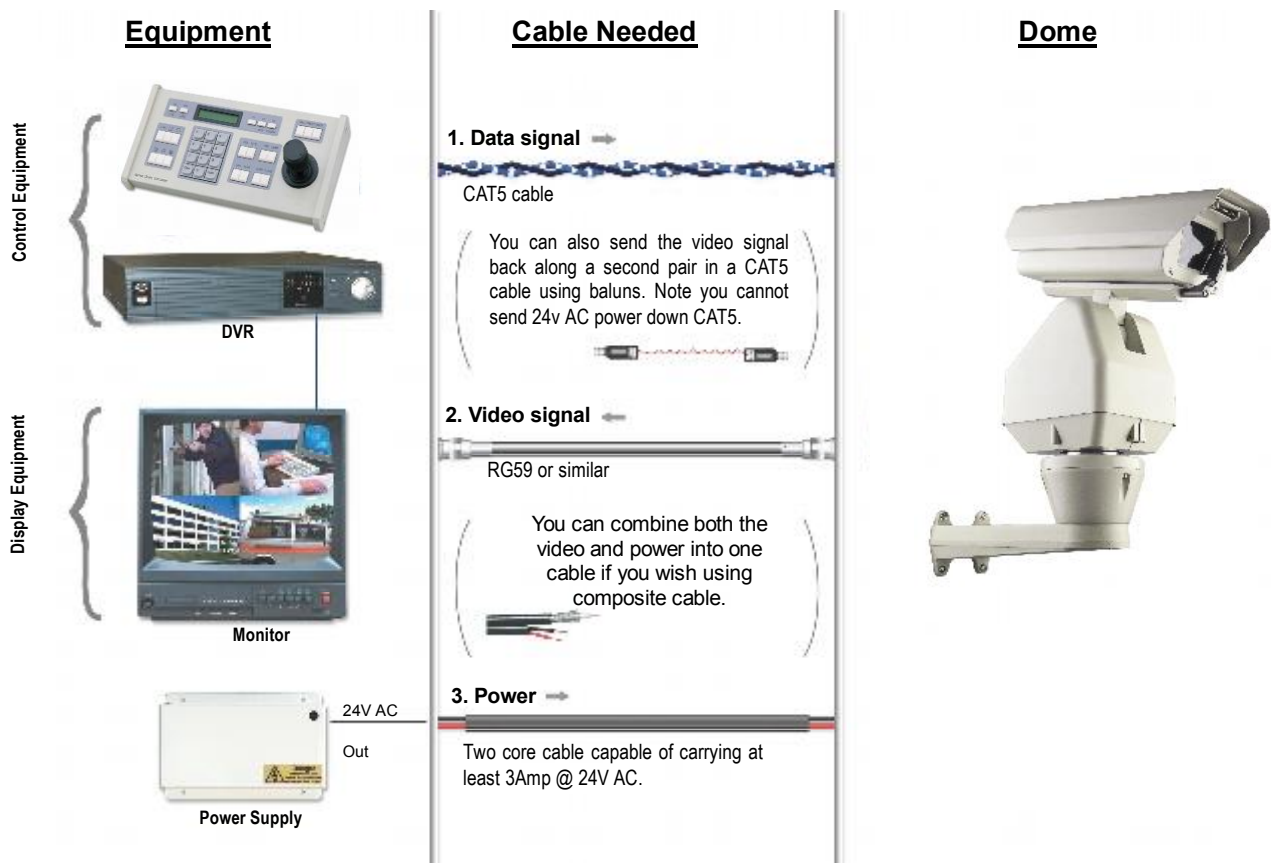 Equipment
Cable Needed
Dome
Control Equipment
1. Data signal
CAT5 cable
You can also send the video signal
back along a second pair in a CAT5
cable using baluns. Note you cannot
send 24v AC power down CAT5.
DVR
Display Equipment
2. Video signal
RG59 or similar
You can combine both the
video and power into one
cable if you wish using
composite cable.
Monitor
3. Power
24V AC
Out
Two core cable capable of carrying at
least 3Amp @ 24V AC.
Power Supply